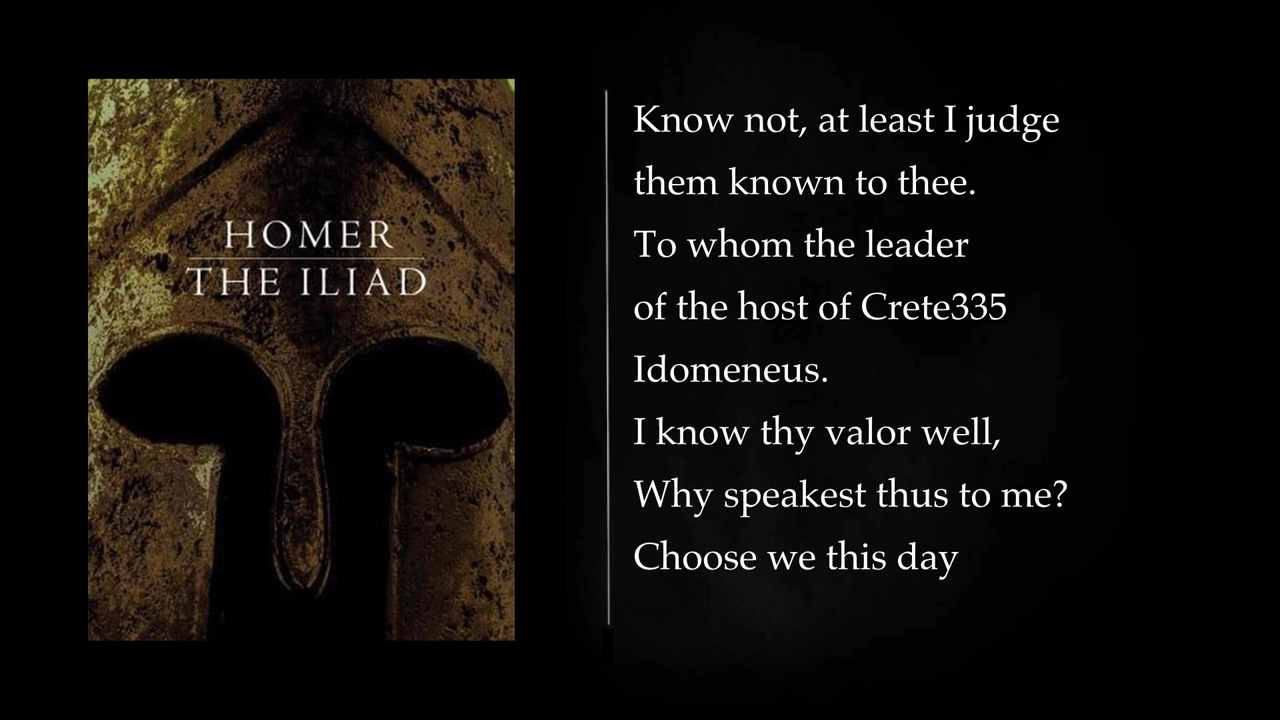 HOMER
THE ILIAD
Know not, at least I judge
them known to thee.
To whom the leader
of the host of Crete335
Idomeneus.
I know thy valor well,
Why speakest thus to me?
Choose we this day